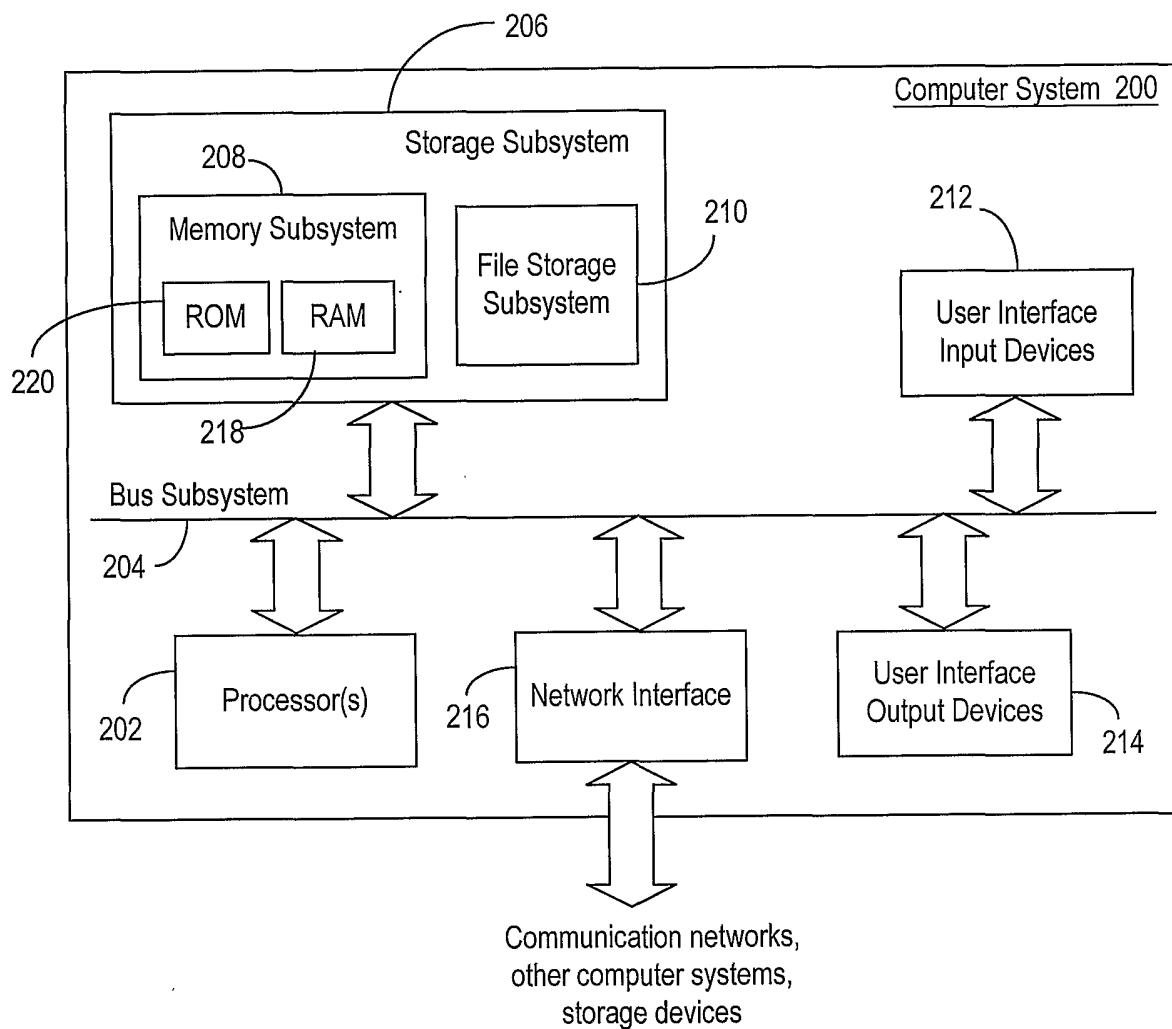 206
Computer System 200
Storage Subsystem
208
Memory Subsystem
210
File Storage
Subsystem
212
ROM
RAM
User Interface
Input Devices
220
218
Bus Subsystem
204
Processor(s)
202
Network Interface
216
User Interface
Output Devices
214
Communication networks,
other computer systems,
storage devices